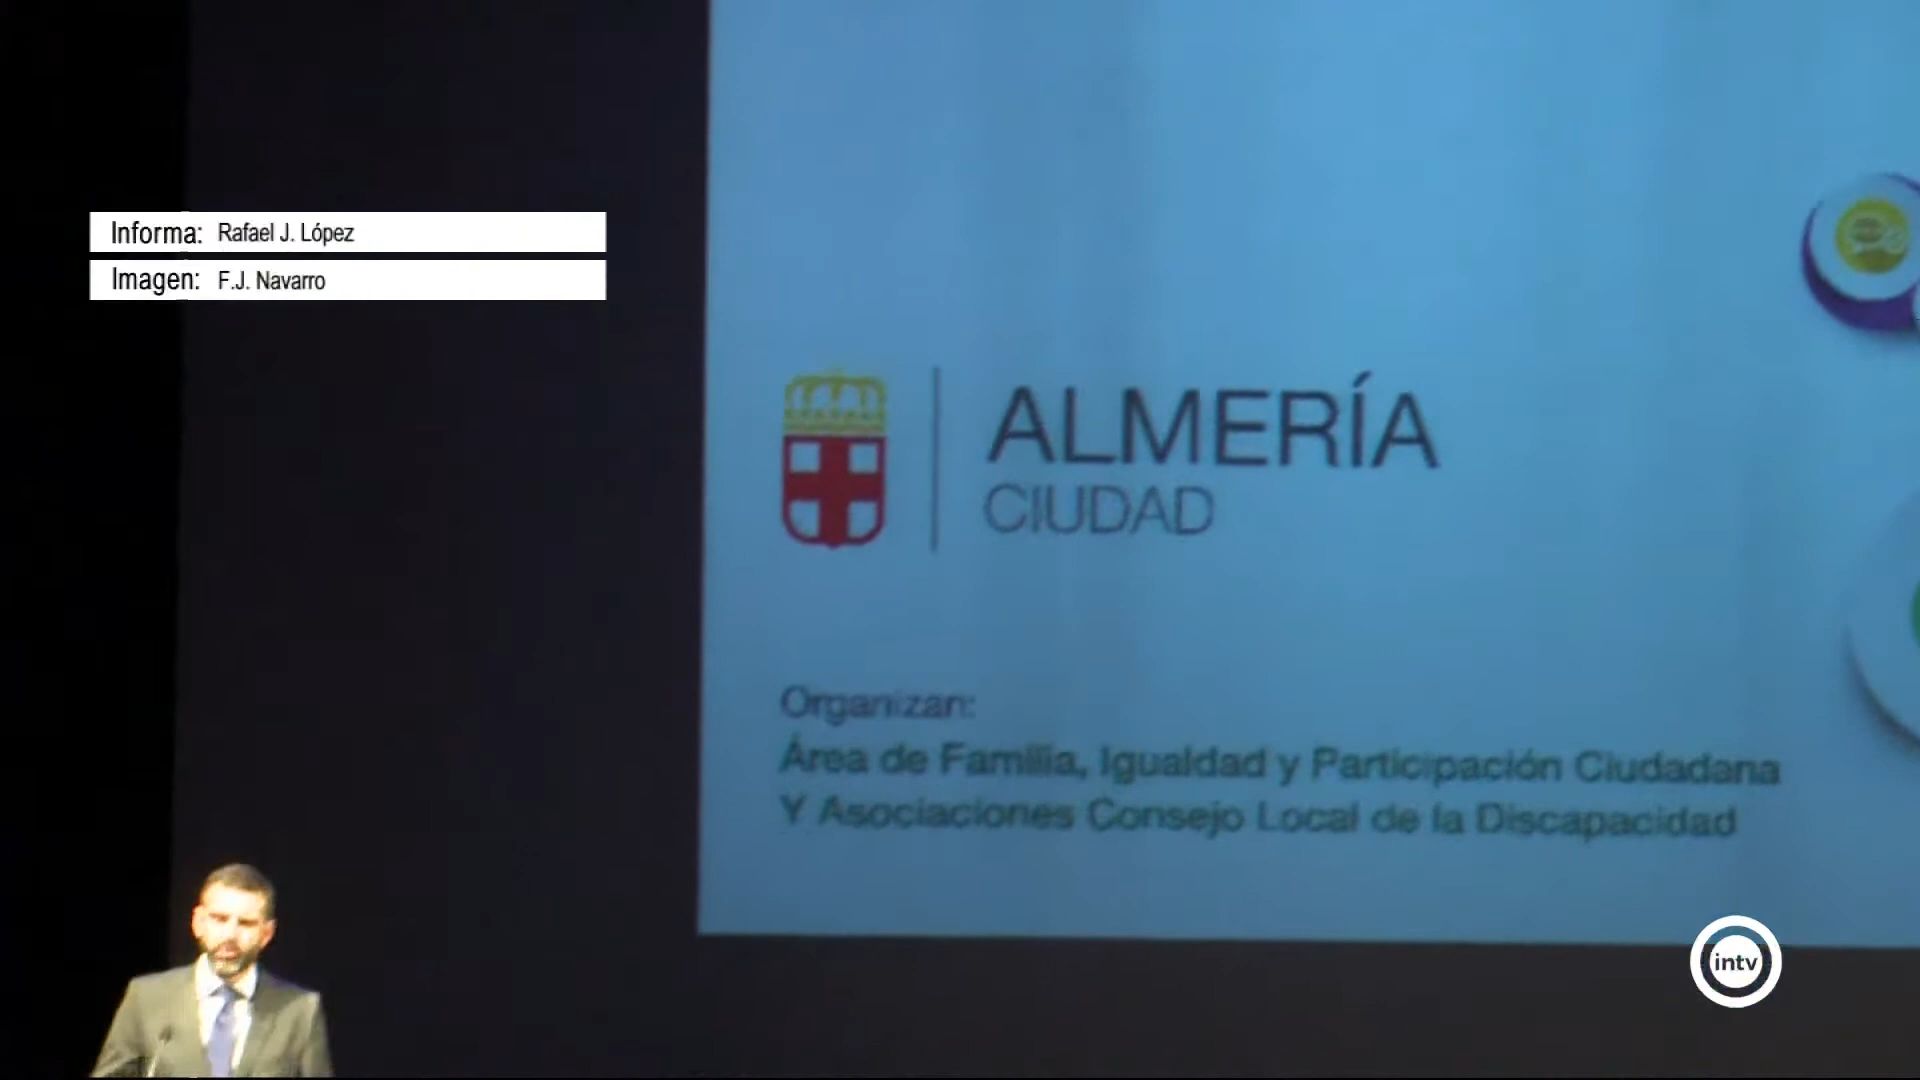 Informa: Rafael J. López
Imagen: F.J. Navarro
ALMERÍA
CIUDAD
Organizan:
Área de Familia, Igualdad y Participación Ciudadana
Y Asociaciones Consejo Local de la Discapacidad
intv